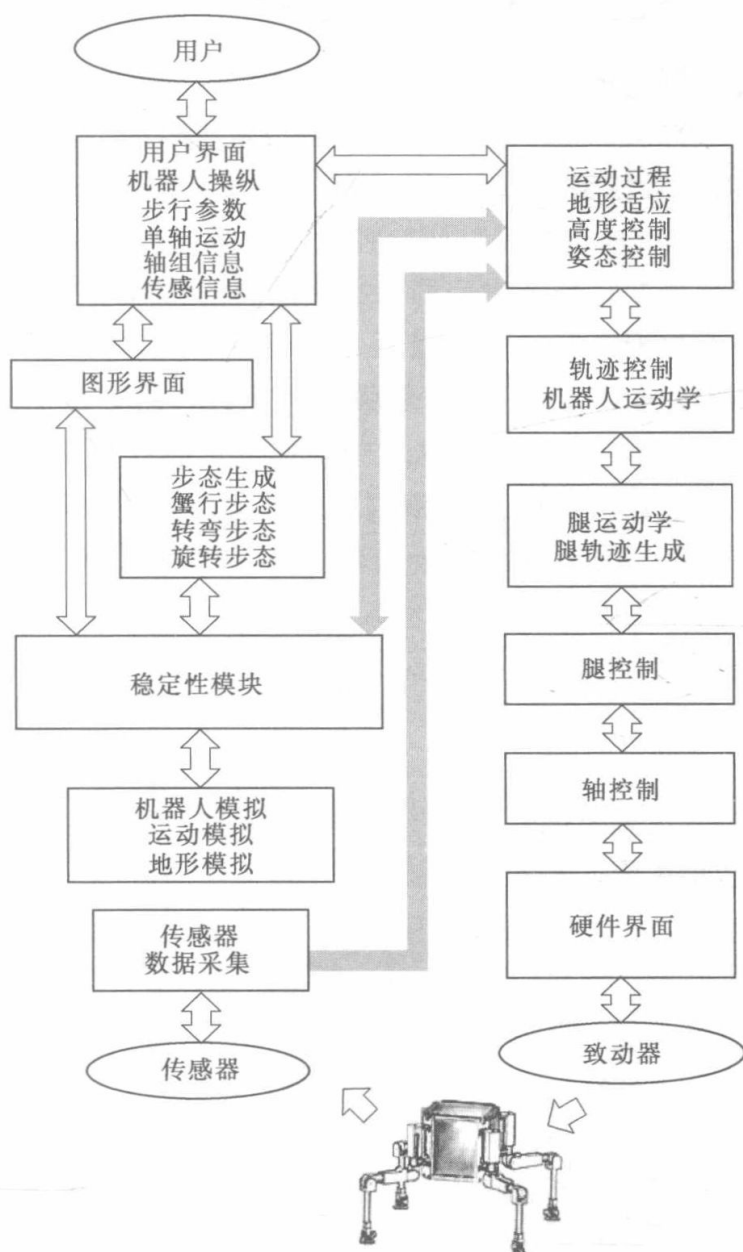 用户
用户界面
机器人操纵
步行参数
单轴运动
轴组信息
传感信息
图形界面
步态生成
蟹行步态
转弯步态
旋转步态
稳定性模块
机器人模拟
运动模拟
地形模拟
传感器
数据采集
传感器
运动过程
地形适应
高度控制
姿态控制
轨迹控制
机器人运动学
腿运动学
腿轨迹生成
腿控制
轴控制
硬件界面
致动器